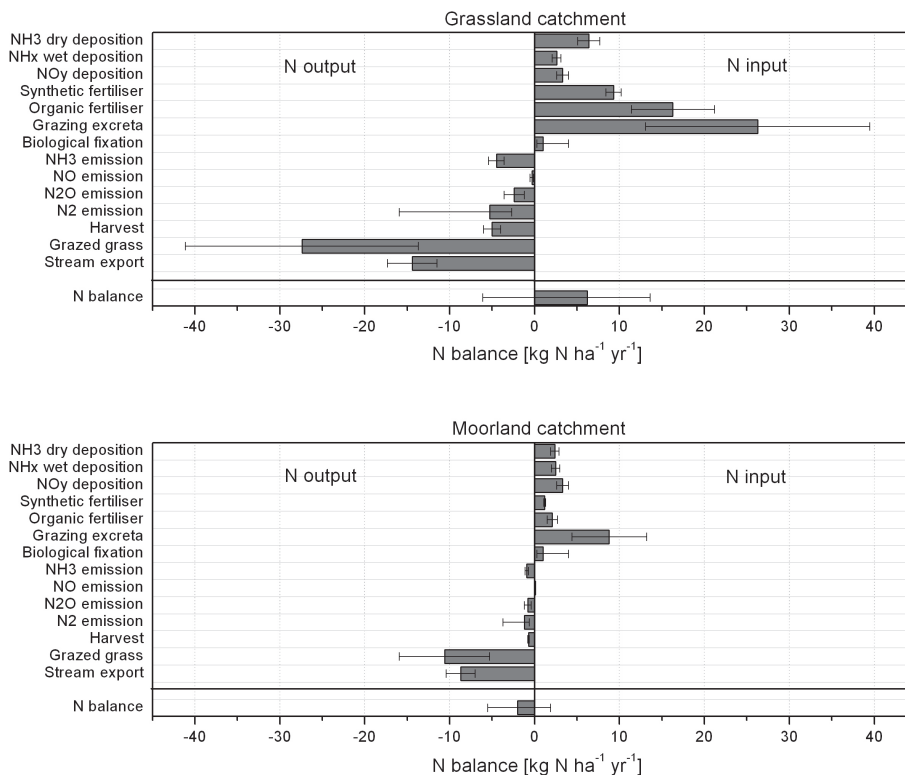 Grassland catchment
N output
N input
NH3 dry deposition
NHx wet deposition
NOy deposition
Synthetic fertiliser
Organic fertiliser
Grazing excreta
Biological fixation
NH3 emission
NO emission
N2O emission
N2 emission
Harvest
Grazed grass
Stream export
N balance
-40 -30 -20 -10 0 10 20 30 40
N balance [kg N ha⁻¹ yr⁻¹]
Moorland catchment
N output
N input
NH3 dry deposition
NHx wet deposition
NOy deposition
Synthetic fertiliser
Organic fertiliser
Grazing excreta
Biological fixation
NH3 emission
NO emission
N2O emission
N2 emission
Harvest
Grazed grass
Stream export
N balance
-40 -30 -20 -10 0 10 20 30 40
N balance [kg N ha⁻¹ yr⁻¹]